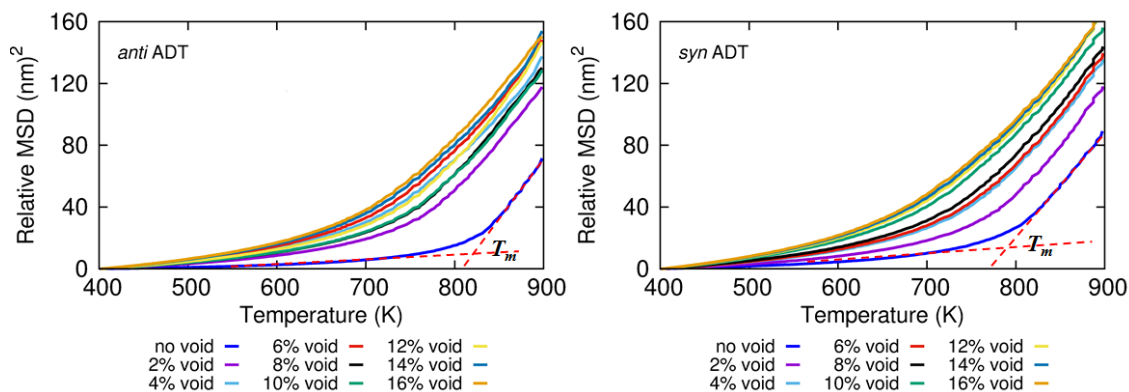 160
120
80
40
0
Relative MSD (nm)²
anti ADT
T_m
400 500 600 700 800 900
Temperature (K)
no void 6% void 12% void
2% void 8% void 14% void
4% void 10% void 16% void
160
120
80
40
0
Relative MSD (nm)²
syn ADT
T_m
400 500 600 700 800 900
Temperature (K)
no void 6% void 12% void
2% void 8% void 14% void
4% void 10% void 16% void